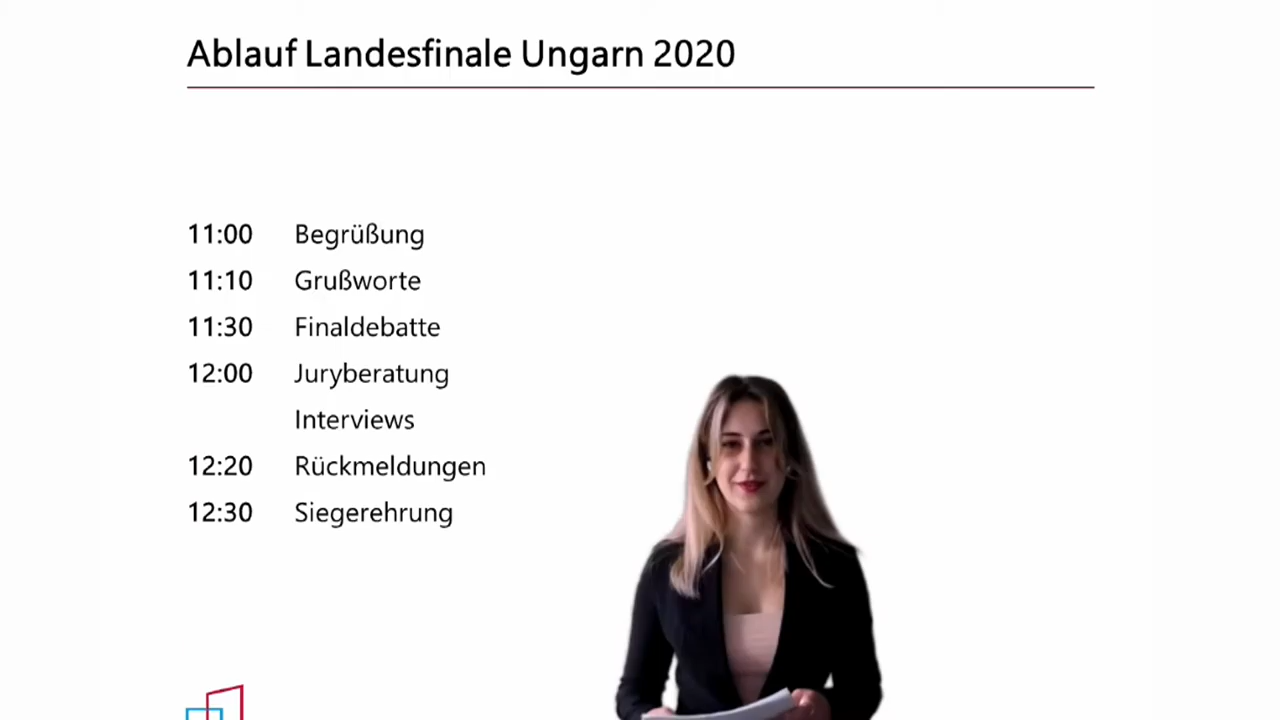 Ablauf Landesfinale Ungarn 2020
11:00 Begrüßung
11:10 Grußworte
11:30 Finaldebatte
12:00 Juryberatung
Interviews
12:20 Rückmeldungen
12:30 Siegerehrung